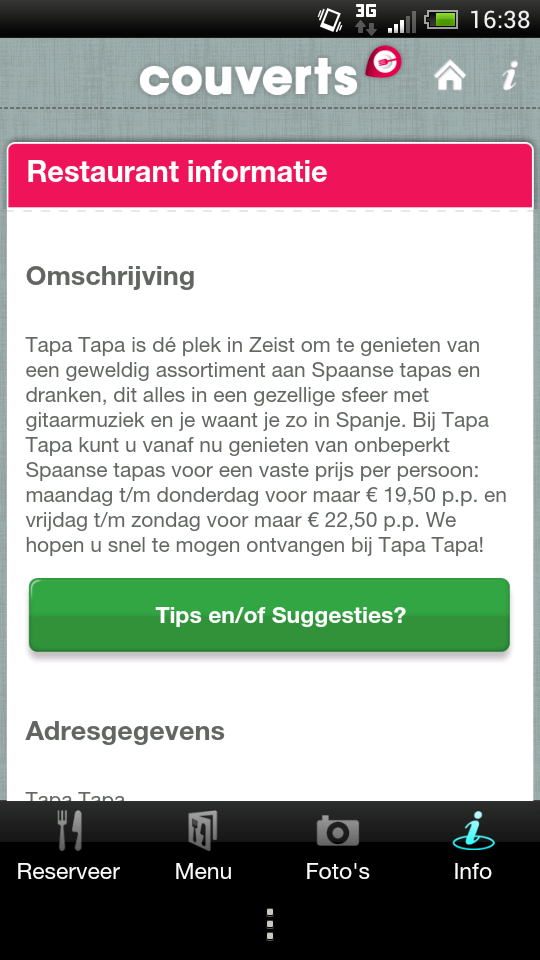 3G 16:38
couverts
Restaurant informatie
Omschrijving
Tapa Tapa is dé plek in Zeist om te genieten van
een geweldig assortiment aan Spaanse tapas en
dranken, dit alles in een gezellige sfeer met
gitaarmuziek en je waant je zo in Spanje. Bij Tapa
Tapa kunt u vanaf nu genieten van onbeperkt
Spaanse tapas voor een vaste prijs per persoon:
maandag t/m donderdag voor maar € 19,50 p.p. en
vrijdag t/m zondag voor maar € 22,50 p.p. We
hopen u snel te mogen ontvangen bij Tapa Tapa!
Tips en/of Suggesties?
Adresgegevens
Tapa Tapa
Reserveer Menu Foto's Info